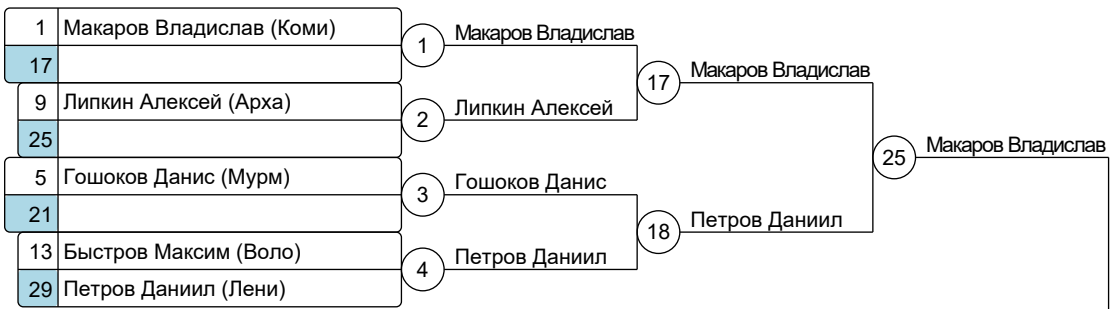 1 Макаров Владислав (Коми)
1 Макаров Владислав
17
17 Макаров Владислав
9 Липкин Алексей (Арха)
2 Липкин Алексей
25
25 Макаров Владислав
5 Гошоков Данис (Мурм)
3 Гошоков Данис
21
18 Петров Даниил
13 Быстров Максим (Воло)
4 Петров Даниил
29 Петров Даниил (Лени)